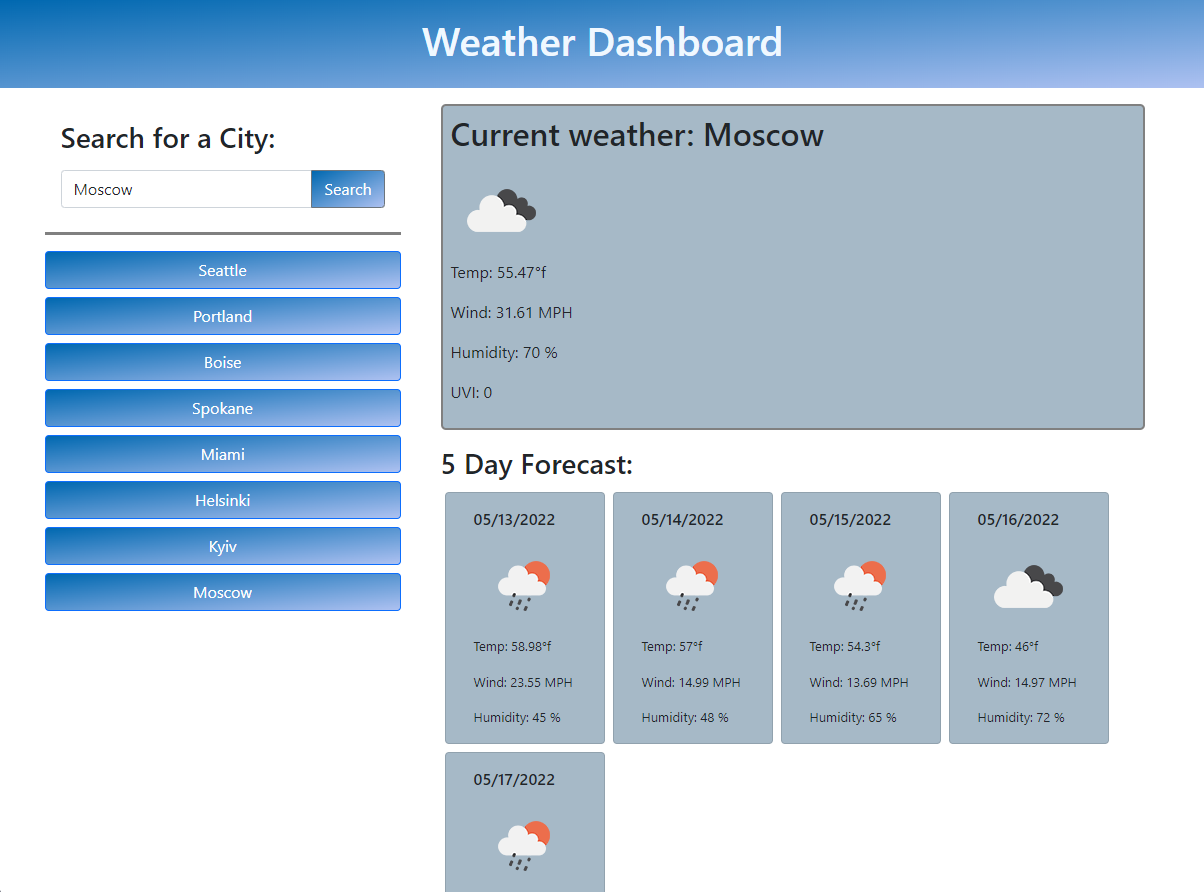 Weather Dashboard
Search for a City:
Moscow
Search
Seattle
Portland
Boise
Spokane
Miami
Helsinki
Kyiv
Moscow
Current weather: Moscow
Temp: 55.47°f
Wind: 31.61 MPH
Humidity: 70 %
UVI: 0
5 Day Forecast:
05/13/2022
Temp: 58.98°f
Wind: 23.55 MPH
Humidity: 45 %
05/14/2022
Temp: 57°f
Wind: 14.99 MPH
Humidity: 48 %
05/15/2022
Temp: 54.3°f
Wind: 13.69 MPH
Humidity: 65 %
05/16/2022
Temp: 46°f
Wind: 14.97 MPH
Humidity: 72 %
05/17/2022